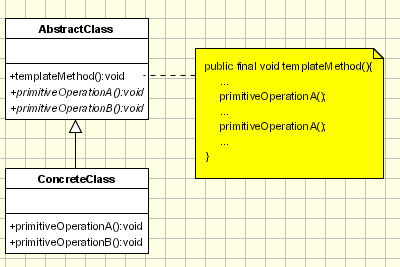 AbstractClass
+templateMethod():void
+primitiveOperationA():void
+primitiveOperationB():void
public final void templateMethod(){
...
primitiveOperationA();
...
primitiveOperationA();
...
}
ConcreteClass
+primitiveOperationA():void
+primitiveOperationB():void